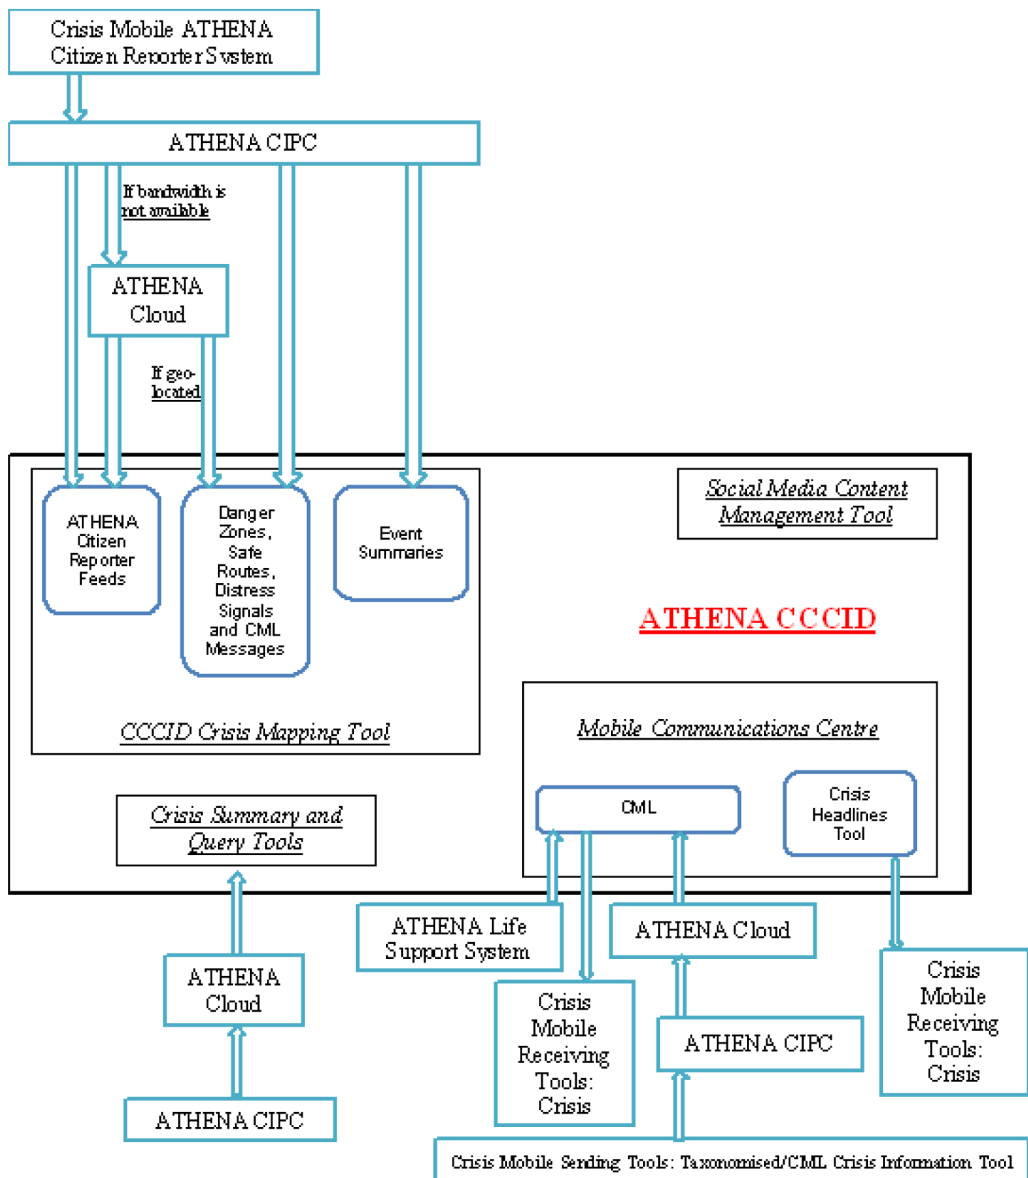 Crisis Mobile ATHENA
Citizen Reporter System
ATHENA CIPC
If bandwidth is
not available
ATHENA
Cloud
If geo-
located
ATHENA
Citizen
Reporter
Feeds
Danger
Zones,
Safe
Routes,
Distress
Signals
and CML
Messages
Event
Summaries
CCCID Crisis Mapping Tool
Social Media Content
Management Tool
ATHENA CCCID
Mobile Communications Centre
CML
Crisis
Headlines
Tool
Crisis Summary and
Query Tools
ATHENA Life
Support System
ATHENA Cloud
ATHENA
Cloud
Crisis
Mobile
Receiving
Tools:
Crisis
ATHENA CIPC
Crisis
Mobile
Receiving
Tools:
Crisis
ATHENA CIPC
Crisis Mobile Sending Tools: Taxonomised/CML Crisis Information Tool